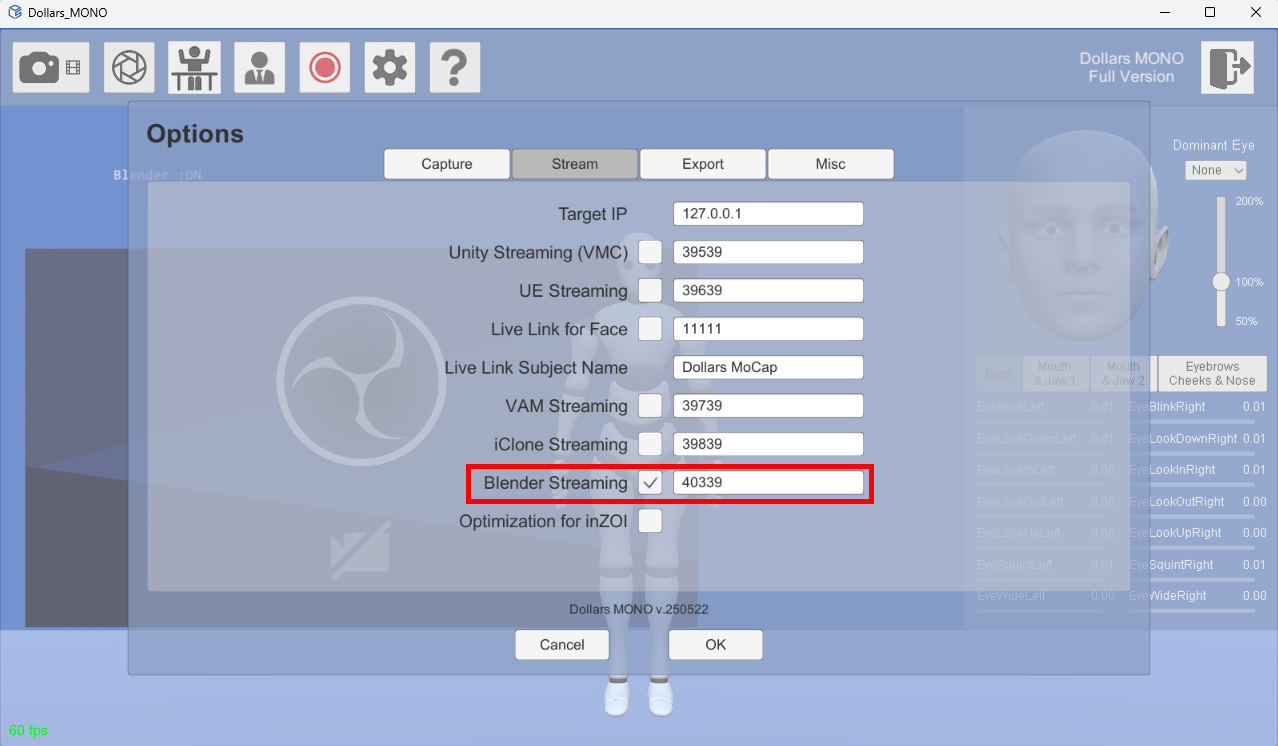 Dollars_MONO
Dollars MONO
Full Version
Options
Capture
Stream
Export
Misc
Blender :ON
Target IP
127.0.0.1
Unity Streaming (VMC)
39539
UE Streaming
39639
Live Link for Face
11111
Live Link Subject Name
Dollars MoCap
VAM Streaming
39739
iClone Streaming
39839
Blender Streaming
40339
Optimization for inZOI
Dollars MONO v.250522
Cancel
OK
Dominant Eye
None
200%
100%
50%
Eyes
Mouth
& Jaw 1
Mouth
& Jaw 2
Eyebrows
Cheeks & Nose
EyeBlinkLeft 0.01 EyeBlinkRight 0.01
EyeLookDownLeft 0.01 EyeLookDownRight 0.01
EyeLookInLeft 0.00 EyeLookInRight 0.01
EyeLookOutLeft 0.01 EyeLookOutRight 0.00
EyeLookUpLeft 0.00 EyeLookUpRight 0.00
EyeSquintLeft 0.01 EyeSquintRight 0.01
EyeWideLeft 0.00 EyeWideRight 0.00
60 fps